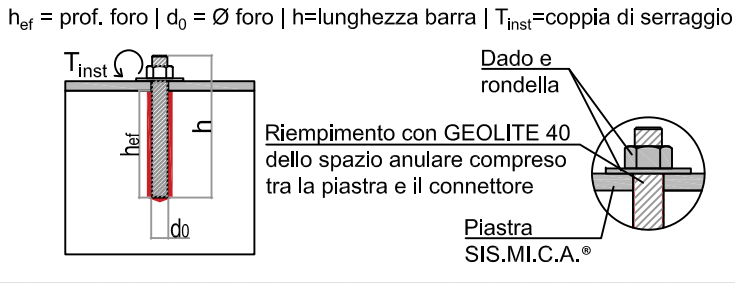 hef = prof. foro | d0 = Ø foro | h=lunghezza barra | Tinst=coppia di serraggio
Tinst
hef
h
d0
Dado e
rondella
Riempimento con GEOLITE 40
dello spazio anulare compreso
tra la piastra e il connettore
Piastra
SIS.MI.C.A.®